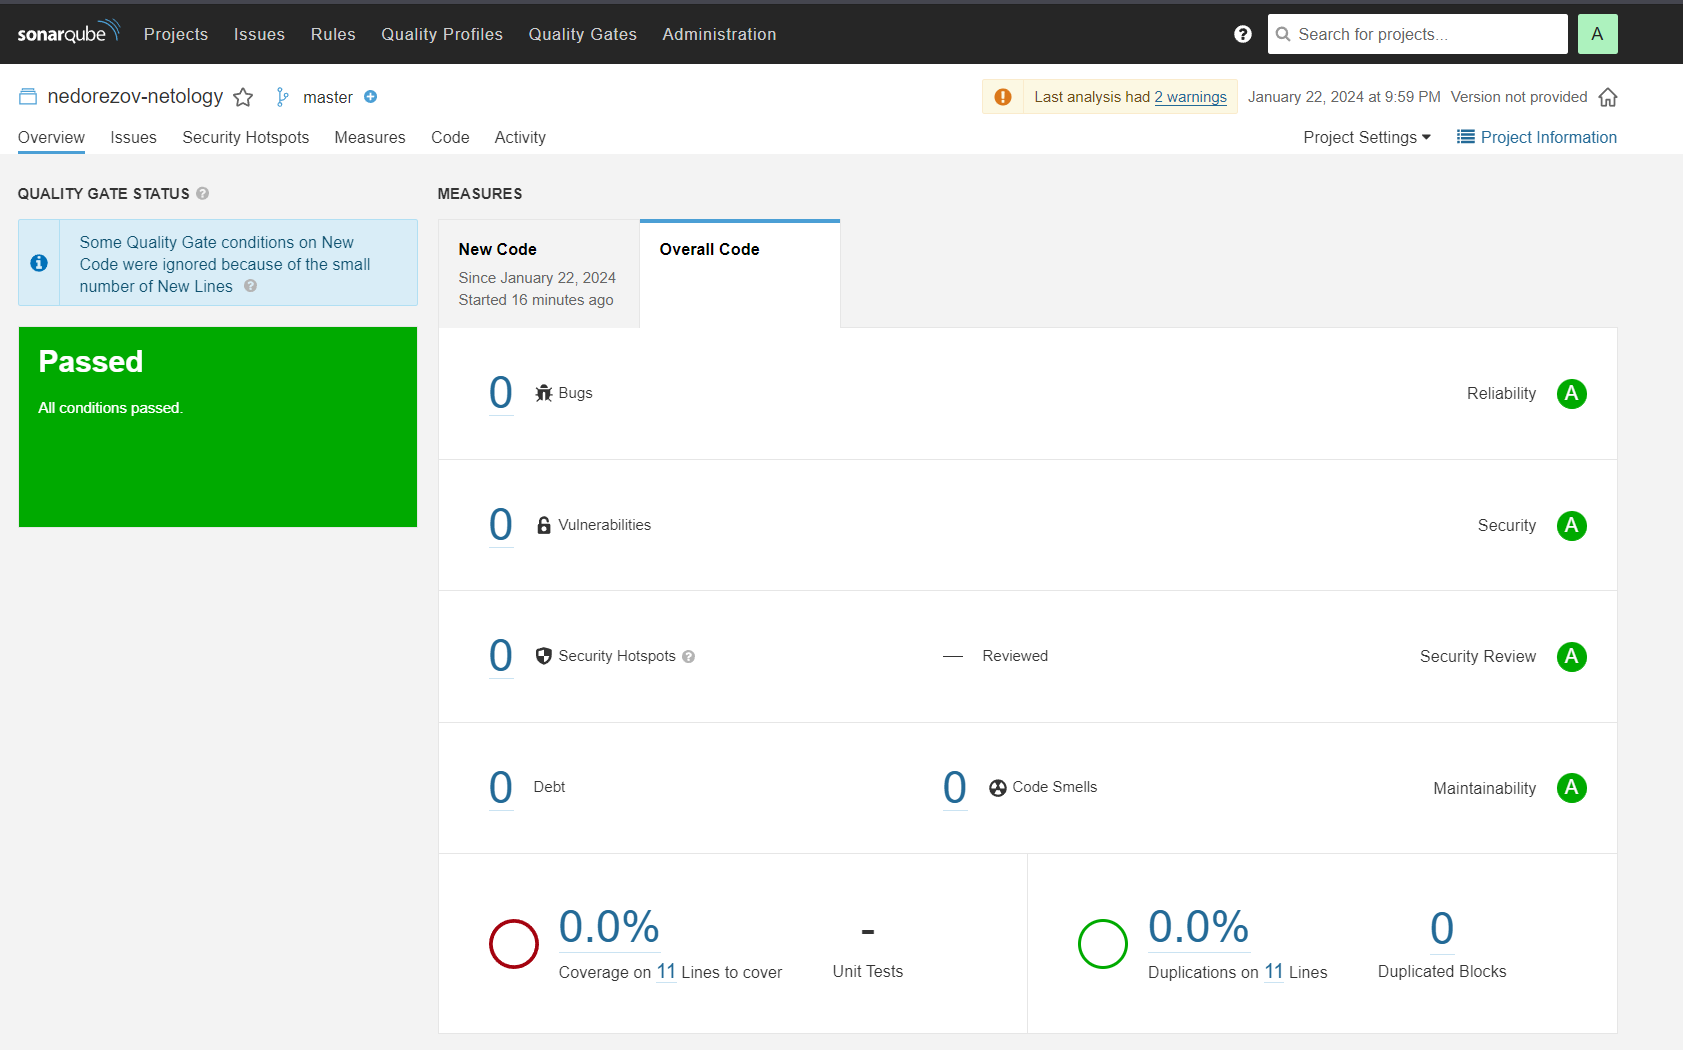 sonarqube Projects Issues Rules Quality Profiles Quality Gates Administration ? Search for projects... A
nedorezov-netology master Last analysis had 2 warnings January 22, 2024 at 9:59 PM Version not provided
Overview Issues Security Hotspots Measures Code Activity Project Settings Project Information
QUALITY GATE STATUS ?
Some Quality Gate conditions on New
Code were ignored because of the small
number of New Lines ?
Passed
All conditions passed.
MEASURES
New Code
Since January 22, 2024
Started 16 minutes ago
Overall Code
0 Bugs Reliability A
0 Vulnerabilities Security A
0 Security Hotspots ? — Reviewed Security Review A
0 Debt 0 Code Smells Maintainability A
0.0% - 0.0% 0
Coverage on 11 Lines to cover Unit Tests Duplications on 11 Lines Duplicated Blocks